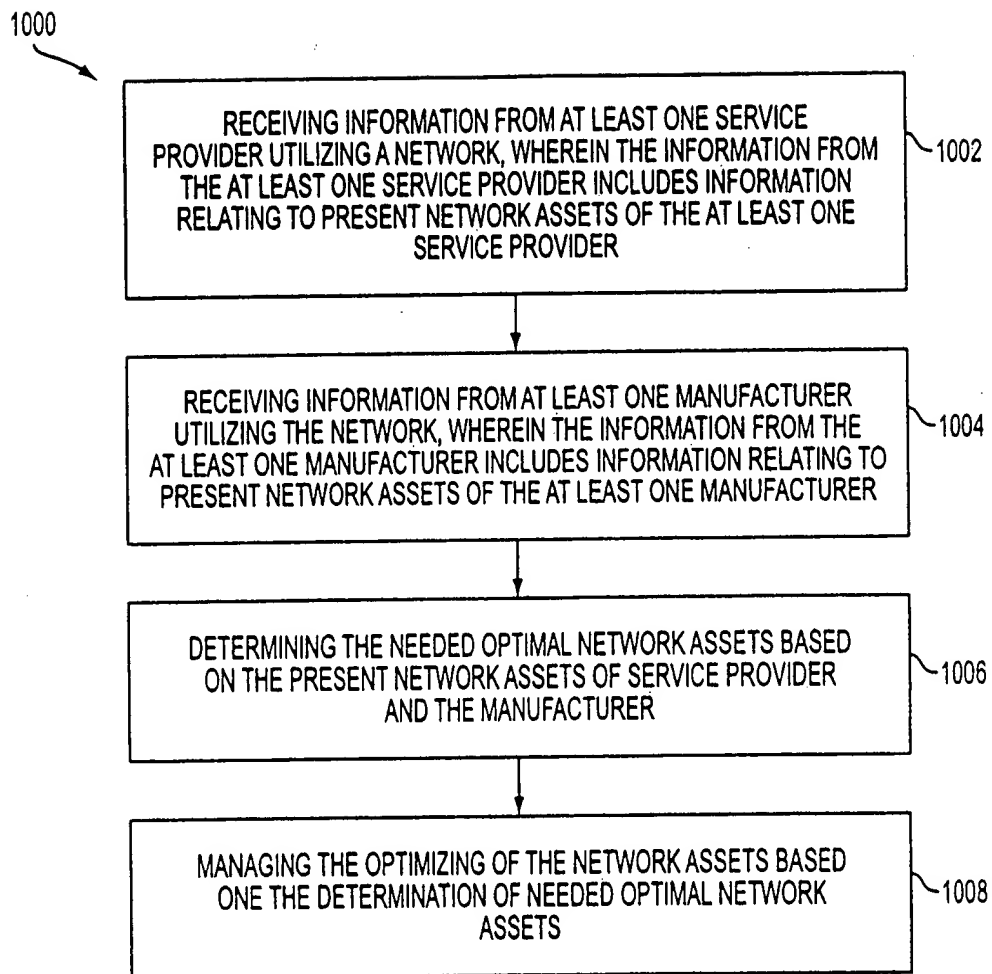 1000
RECEIVING INFORMATION FROM AT LEAST ONE SERVICE
PROVIDER UTILIZING A NETWORK, WHEREIN THE INFORMATION FROM
THE AT LEAST ONE SERVICE PROVIDER INCLUDES INFORMATION
RELATING TO PRESENT NETWORK ASSETS OF THE AT LEAST ONE
SERVICE PROVIDER
1002
RECEIVING INFORMATION FROM AT LEAST ONE MANUFACTURER
UTILIZING THE NETWORK, WHEREIN THE INFORMATION FROM THE
AT LEAST ONE MANUFACTURER INCLUDES INFORMATION RELATING TO
PRESENT NETWORK ASSETS OF THE AT LEAST ONE MANUFACTURER
1004
DETERMINING THE NEEDED OPTIMAL NETWORK ASSETS BASED
ON THE PRESENT NETWORK ASSETS OF SERVICE PROVIDER
AND THE MANUFACTURER
1006
MANAGING THE OPTIMIZING OF THE NETWORK ASSETS BASED
ONE THE DETERMINATION OF NEEDED OPTIMAL NETWORK
ASSETS
1008